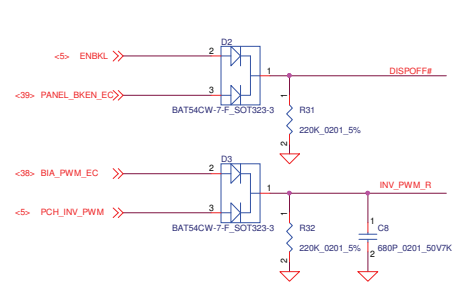 D2
<5> ENBKL 2
1 DISPOFF#
<39> PANEL_BKEN_EC 3
BAT54CW-7-F_SOT323-3
1
R31
220K_0201_5%
2
D3
<38> BIA_PWM_EC 2
1 INV_PWM_R
<5> PCH_INV_PWM 3
BAT54CW-7-F_SOT323-3
1 1
R32 C8
220K_0201_5% 680P_0201_50V7K
2 2